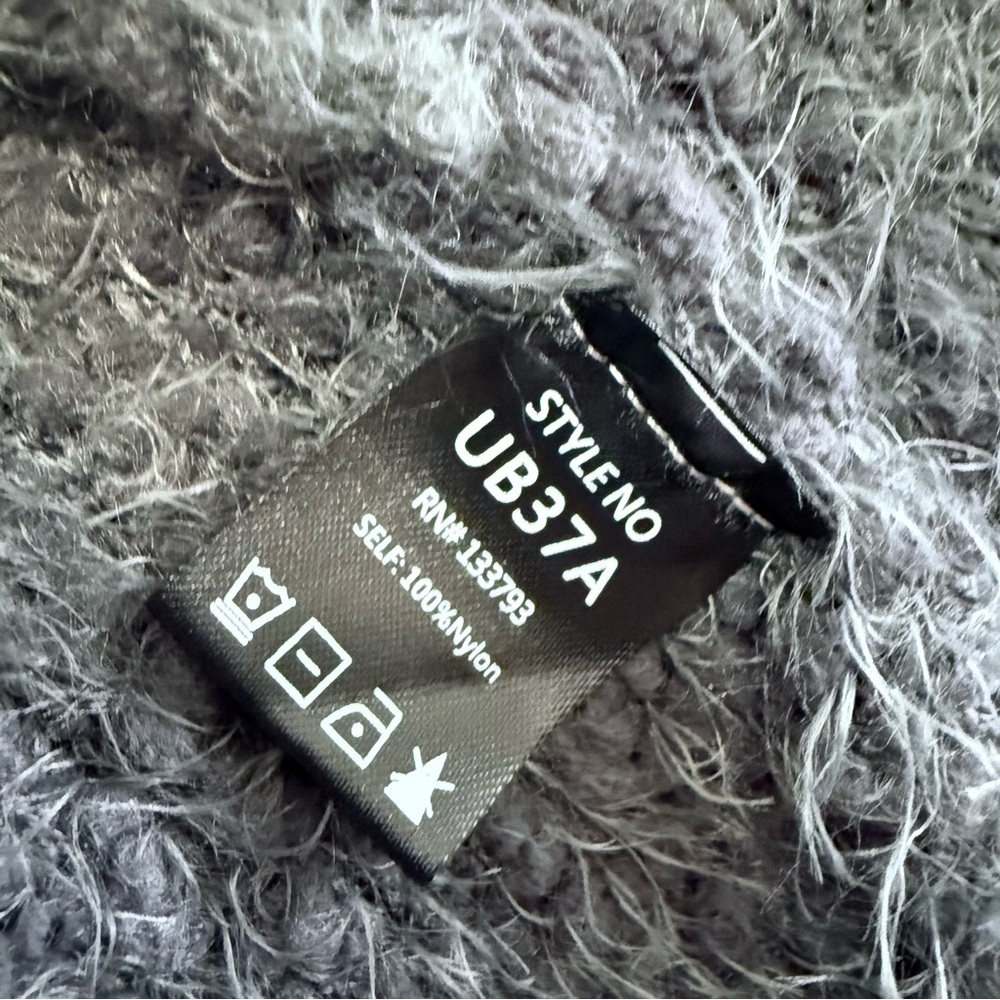 STYLE NO
UB37A
RN# 133793
SELF: 100%Nylon